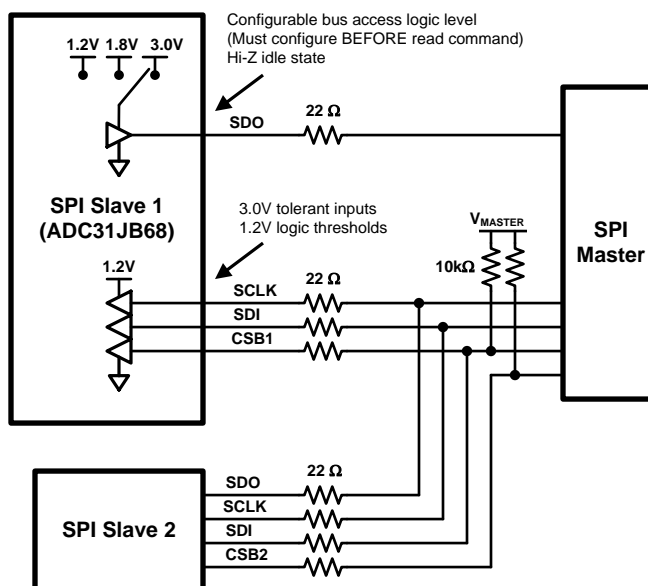 Configurable bus access logic level
(Must configure BEFORE read command)
Hi-Z idle state
1.2V 1.8V 3.0V
SDO
22 Ω
SPI Slave 1
(ADC31JB68)
3.0V tolerant inputs
1.2V logic thresholds
VMASTER
10kΩ
SPI
Master
1.2V
22 Ω
SCLK
SDI
CSB1
22 Ω
SDO
SCLK
SDI
CSB2
SPI Slave 2